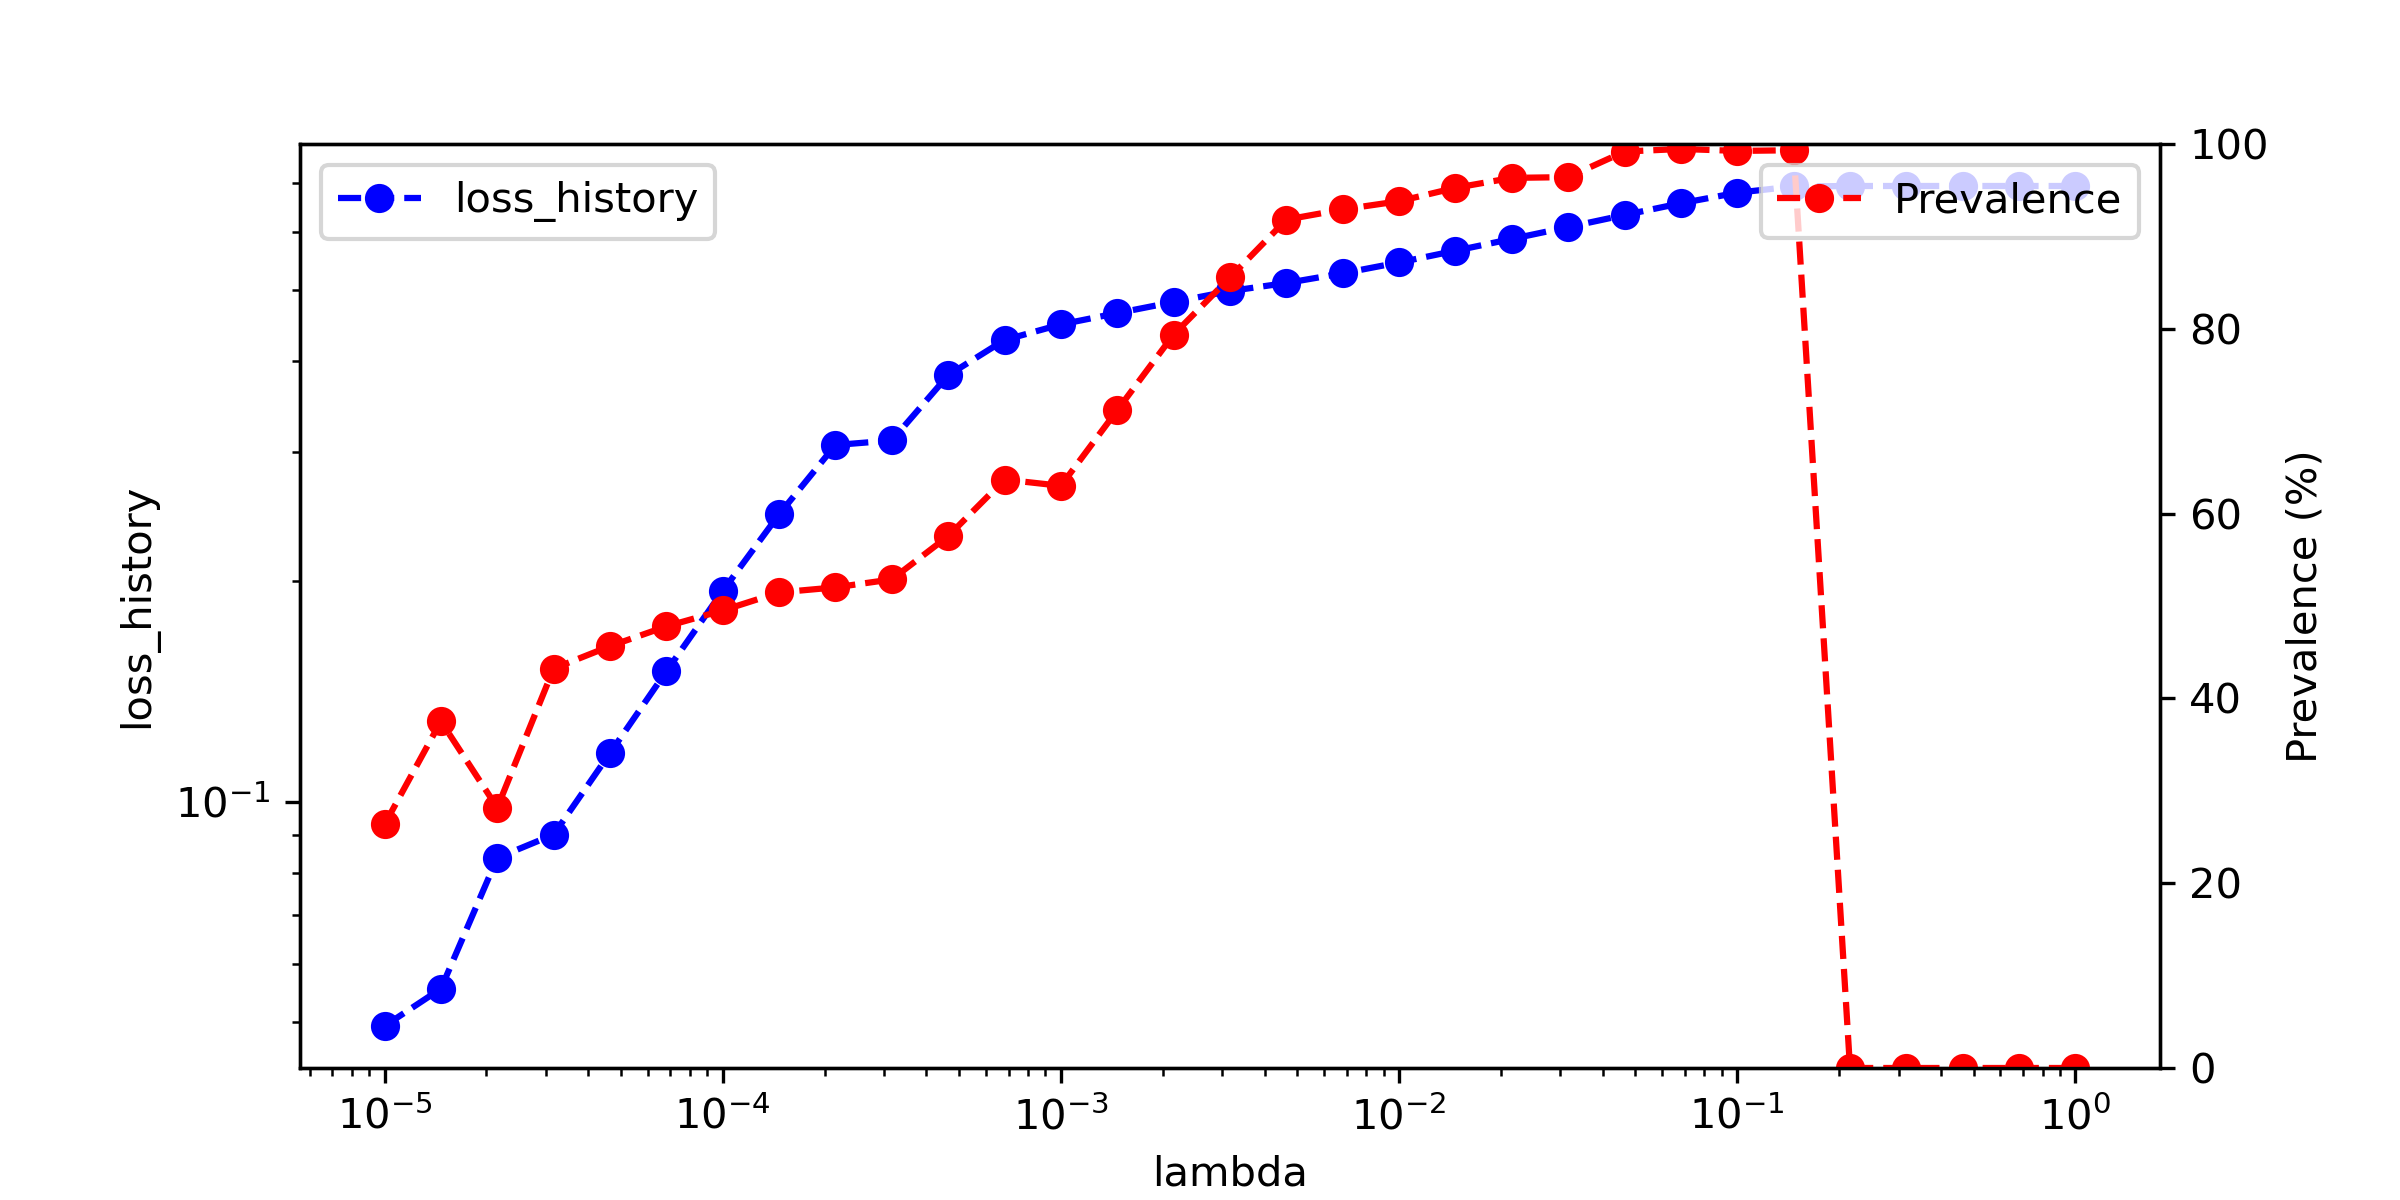 loss_history
Prevalence
100
80
60
40
20
0
10⁻¹
loss_history
Prevalence (%)
10⁻⁵ 10⁻⁴ 10⁻³ 10⁻² 10⁻¹ 10⁰
lambda